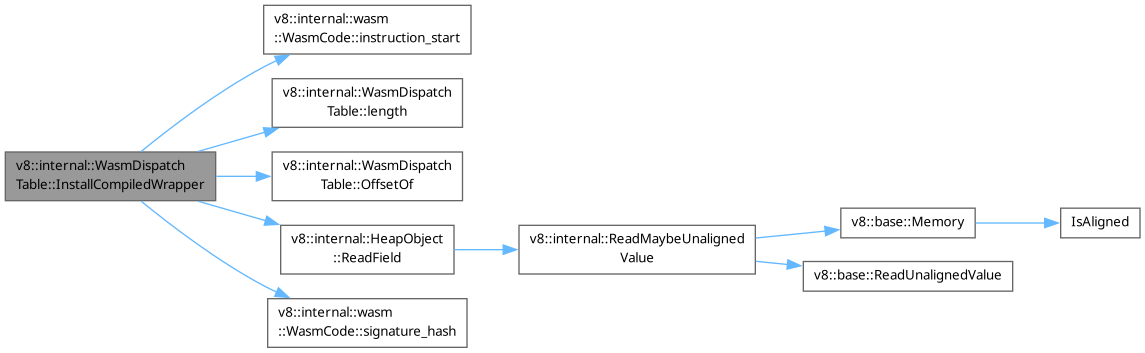 v8::internal::wasm
::WasmCode::instruction_start
v8::internal::WasmDispatch
Table::length
v8::internal::WasmDispatch
Table::InstallCompiledWrapper
v8::internal::WasmDispatch
Table::OffsetOf
v8::internal::HeapObject
::ReadField
v8::internal::ReadMaybeUnaligned
Value
v8::base::Memory
IsAligned
v8::base::ReadUnalignedValue
v8::internal::wasm
::WasmCode::signature_hash